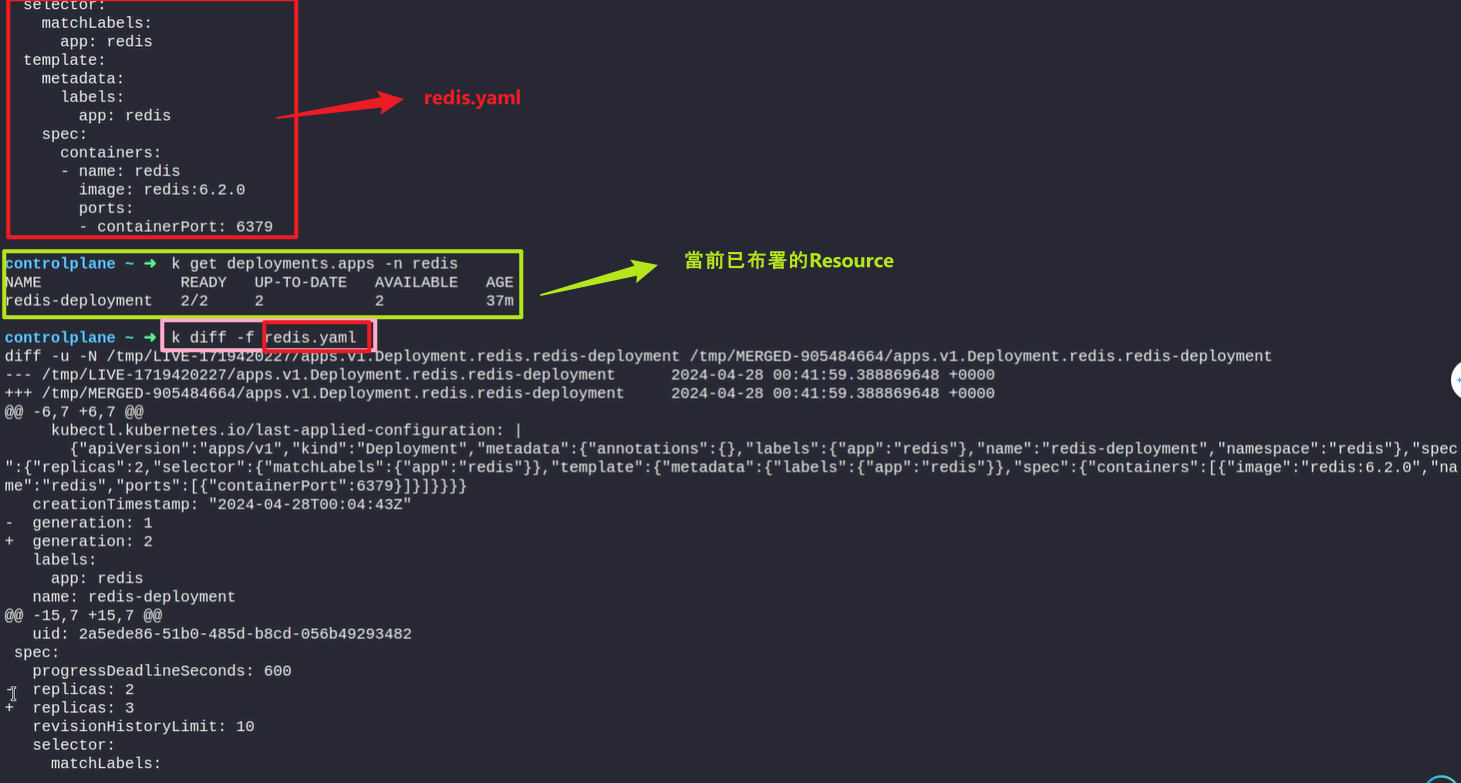 selector:
matchLabels:
app: redis
template:
metadata:
labels:
app: redis
spec:
containers:
- name: redis
image: redis:6.2.0
ports:
- containerPort: 6379
redis.yaml
controlplane ~ ➜ k get deployments.apps -n redis
NAME READY UP-TO-DATE AVAILABLE AGE
redis-deployment 2/2 2 2 37m
當前已布署的Resource
controlplane ~ ➜ k diff -f redis.yaml
diff -u -N /tmp/LIVE-1719420227/apps.v1.Deployment.redis.redis-deployment /tmp/MERGED-905484664/apps.v1.Deployment.redis.redis-deployment
--- /tmp/LIVE-1719420227/apps.v1.Deployment.redis.redis-deployment 2024-04-28 00:41:59.388869648 +0000
+++ /tmp/MERGED-905484664/apps.v1.Deployment.redis.redis-deployment 2024-04-28 00:41:59.388869648 +0000
@@ -6,7 +6,7 @@
kubectl.kubernetes.io/last-applied-configuration: |
{"apiVersion":"apps/v1","kind":"Deployment","metadata":{"annotations":{},"labels":{"app":"redis"},"name":"redis-deployment","namespace":"redis"},"spec
":{"replicas":2,"selector":{"matchLabels":{"app":"redis"}},"template":{"metadata":{"labels":{"app":"redis"}},"spec":{"containers":[{"image":"redis:6.2.0","na
me":"redis","ports":[{"containerPort":6379}]}]}}}}
creationTimestamp: "2024-04-28T00:04:43Z"
- generation: 1
+ generation: 2
labels:
app: redis
name: redis-deployment
@@ -15,7 +15,7 @@
uid: 2a5ede86-51b0-485d-b8cd-056b49293482
spec:
progressDeadlineSeconds: 600
- replicas: 2
+ replicas: 3
revisionHistoryLimit: 10
selector:
matchLabels: